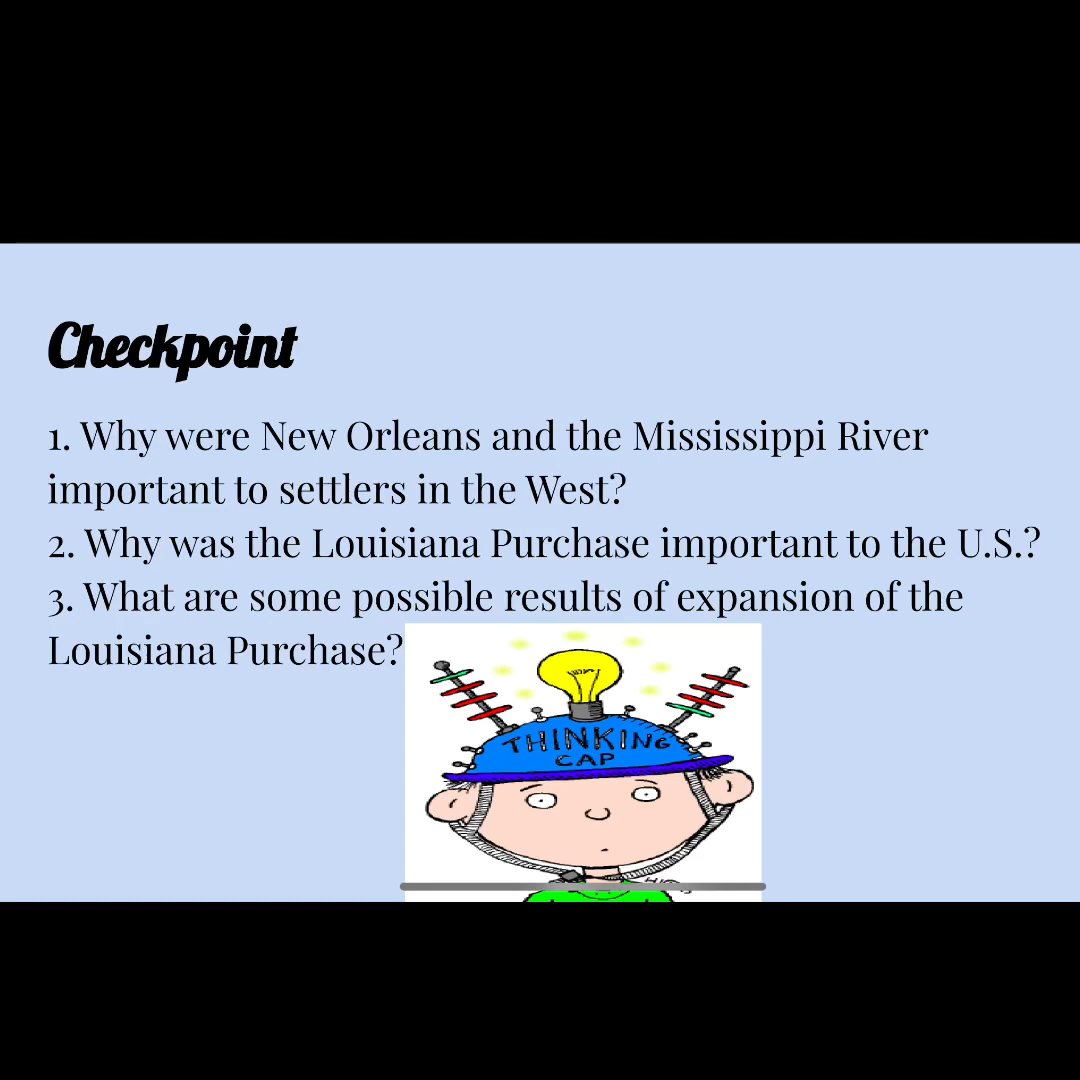 Checkpoint
1. Why were New Orleans and the Mississippi River
important to settlers in the West?
2. Why was the Louisiana Purchase important to the U.S.?
3. What are some possible results of expansion of the
Louisiana Purchase?
THINKING
CAP